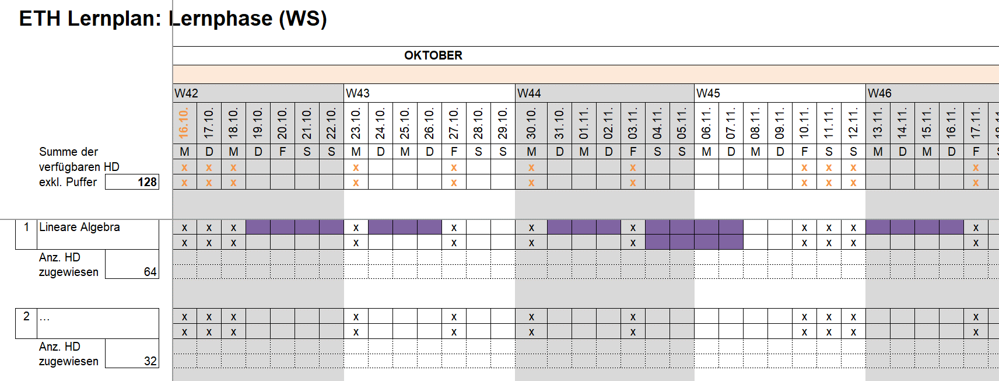 ETH Lernplan: Lernphase (WS)
OKTOBER
W42 W43 W44 W45 W46
16.10. 17.10. 18.10. 19.10. 20.10. 21.10. 22.10. 23.10. 24.10. 25.10. 26.10. 27.10. 28.10. 29.10. 30.10. 31.10. 01.11. 02.11. 03.11. 04.11. 05.11. 06.11. 07.11. 08.11. 09.11. 10.11. 11.11. 12.11. 13.11. 14.11. 15.11. 16.11. 17.11.
Summe der M D M D F S S M D M D F S S M D M D F S S M D M D F S S M D M D F
verfügbaren HD x x x x x x x x x x x
exkl. Puffer 128 x x x x x x x x x x x
1 Lineare Algebra x x x x x x x x x x x
x x x x x x x x x x x
Anz. HD
zugewiesen 64
2 ... x x x x x x x x x x x
x x x x x x x x x x x
Anz. HD
zugewiesen 32